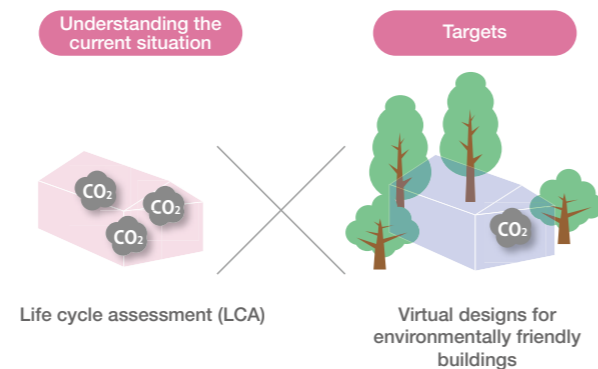 Understanding the
current situation
Targets
CO₂
CO₂
CO₂
CO₂
Life cycle assessment (LCA)
Virtual designs for
environmentally friendly
buildings